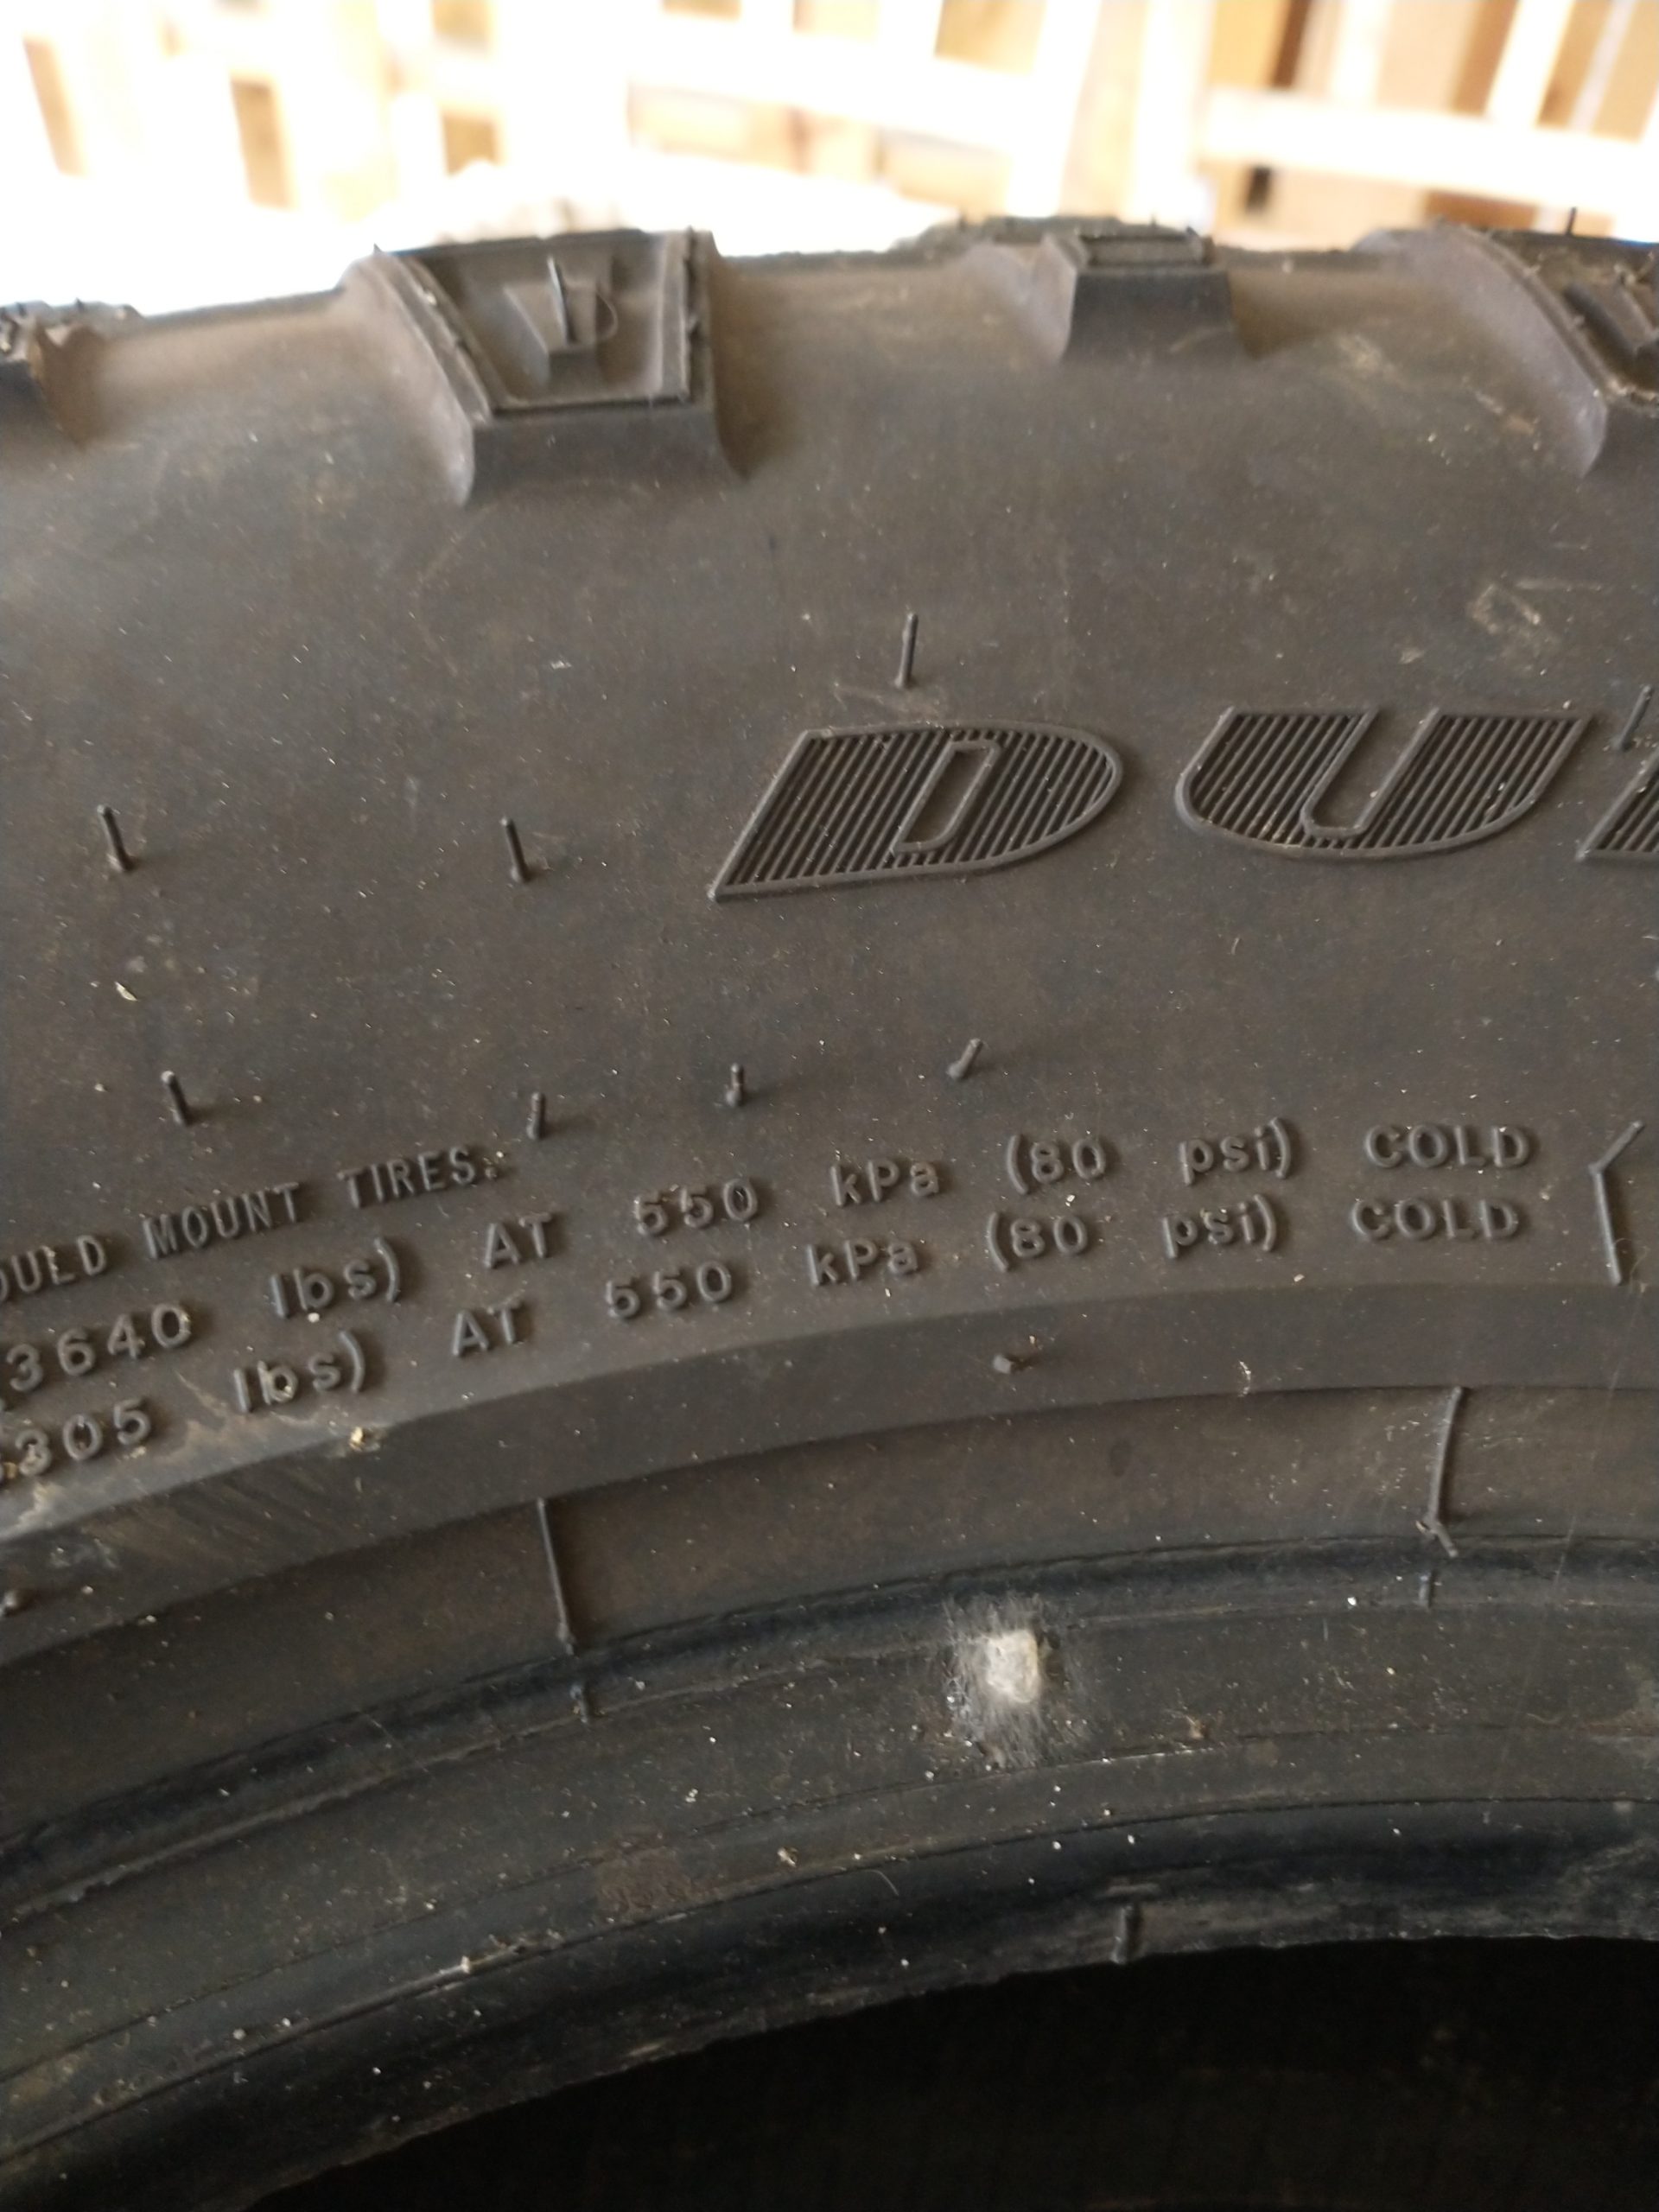 DU
MOUNT TIRES:
3640 lbs) AT 550 kPa (80 psi) COLD
305 lbs) AT 550 kPa (80 psi) COLD